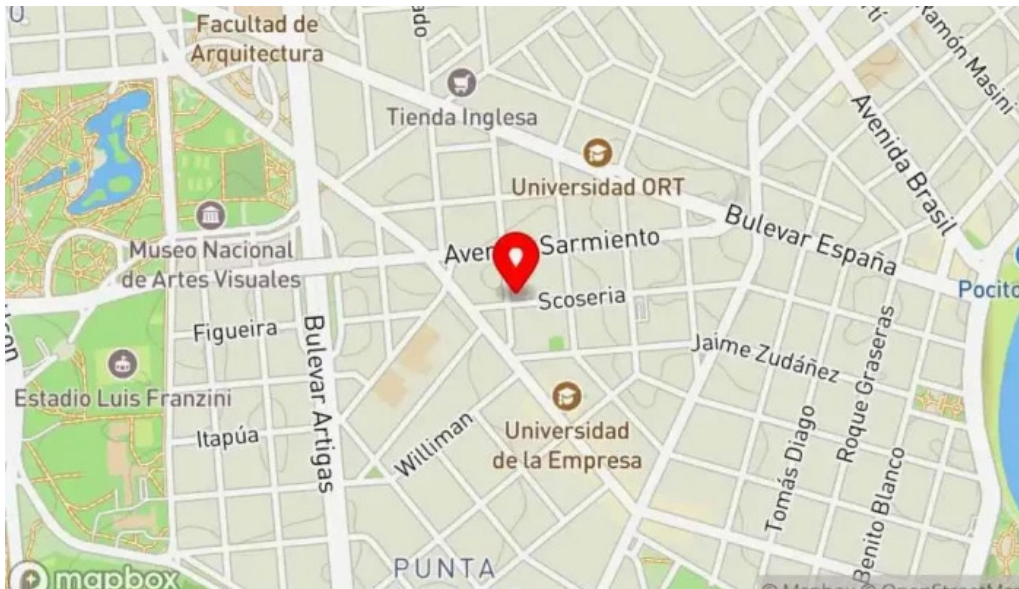 Facultad de
Arquitectura
Tienda Inglesa
Universidad ORT
Ramón Masini
Avenida Brasil
Museo Nacional
de Artes Visuales
Sarmiento
Bulevar España
Scoseria
Figueira
Bulevar Artigas
Jaime Zudáñez
Roque Graseras
Estadio Luis Franzini
Itapúa
Williman
Universidad
de la Empresa
Tomás Diago
Benito Blanco
PUNTA
mapbox